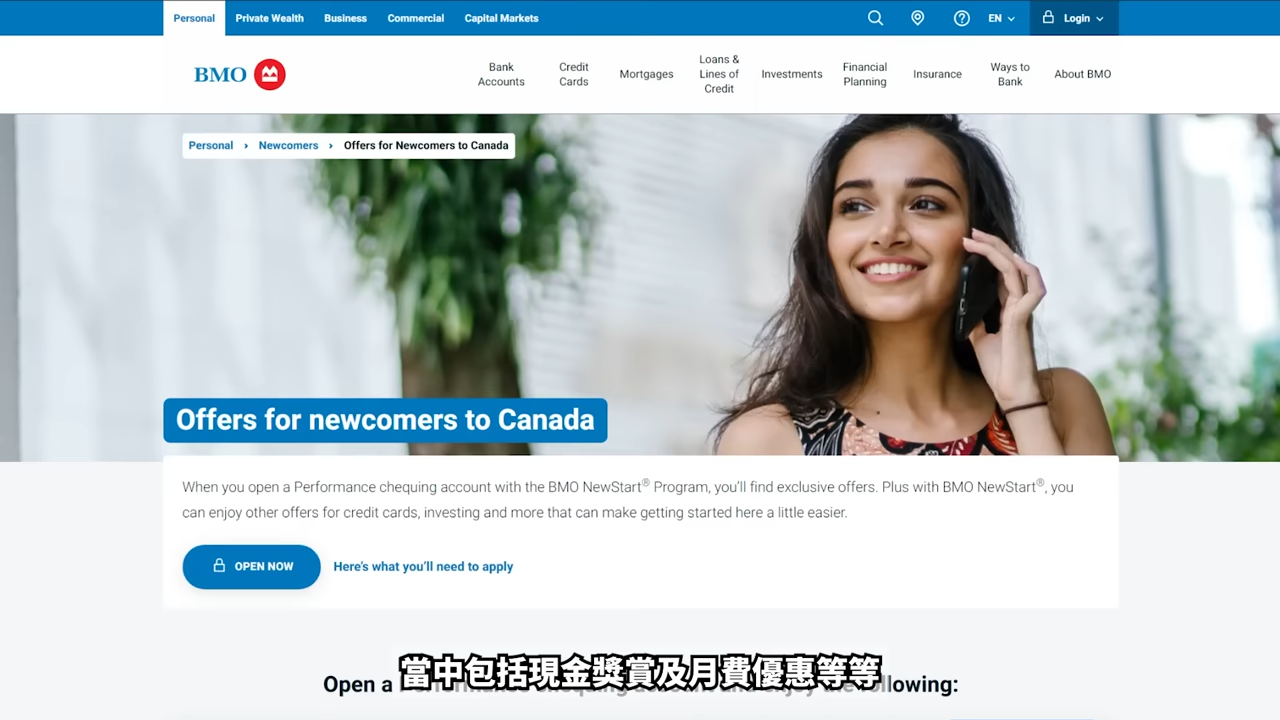 Personal Private Wealth Business Commercial Capital Markets EN Login
BMO
Bank Accounts
Credit Cards
Mortgages
Loans & Lines of Credit
Investments
Financial Planning
Insurance
Ways to Bank
About BMO
Personal › Newcomers › Offers for Newcomers to Canada
Offers for newcomers to Canada
When you open a Performance chequing account with the BMO NewStart® Program, you'll find exclusive offers. Plus with BMO NewStart®, you
can enjoy other offers for credit cards, investing and more that can make getting started here a little easier.
OPEN NOW Here's what you'll need to apply
當中包括現金獎賞及月費優惠等等
Open a following: